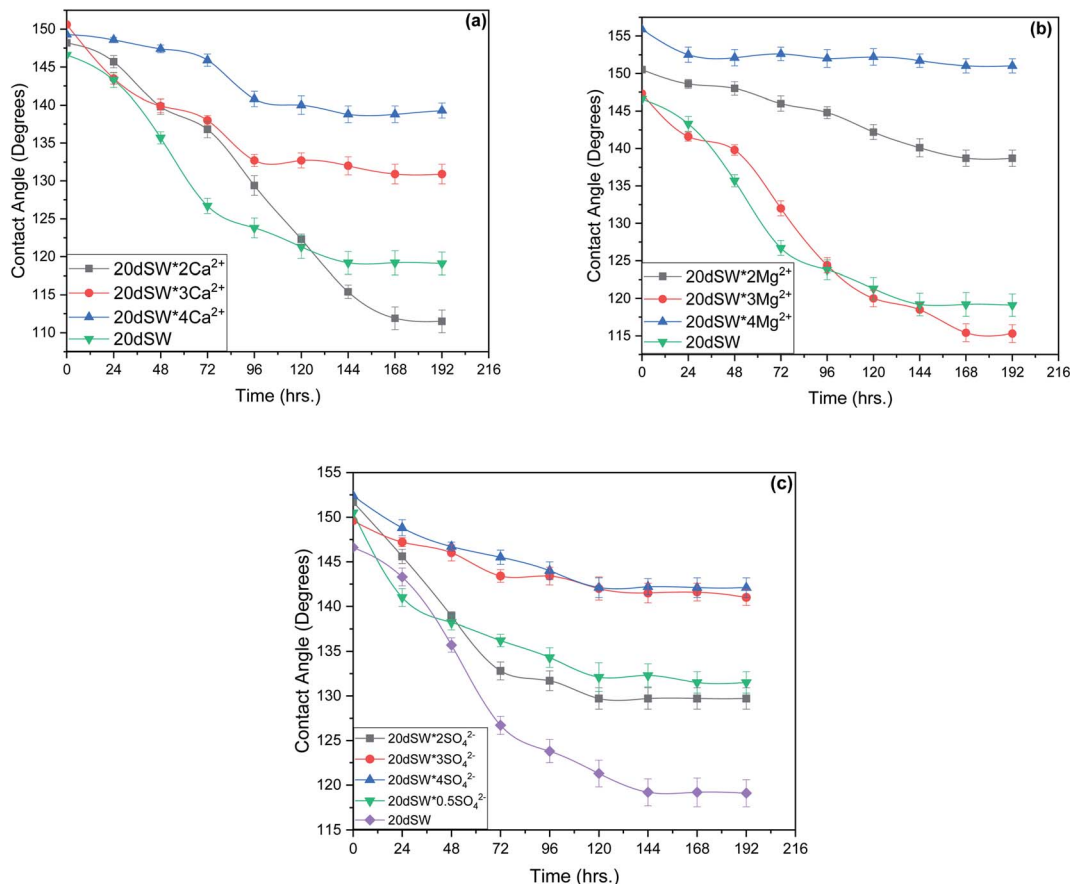 (a)
Contact Angle (Degrees)
150
145
140
135
130
125
120
115
110
20dSW*2Ca²⁺
20dSW*3Ca²⁺
20dSW*4Ca²⁺
20dSW
0 24 48 72 96 120 144 168 192 216
Time (hrs.)
(b)
Contact Angle (Degrees)
155
150
145
140
135
130
125
120
115
20dSW*2Mg²⁺
20dSW*3Mg²⁺
20dSW*4Mg²⁺
20dSW
0 24 48 72 96 120 144 168 192 216
Time (hrs.)
(c)
Contact Angle (Degrees)
155
150
145
140
135
130
125
120
115
20dSW*2SO₄²⁻
20dSW*3SO₄²⁻
20dSW*4SO₄²⁻
20dSW*0.5SO₄²⁻
20dSW
0 24 48 72 96 120 144 168 192 216
Time (hrs.)